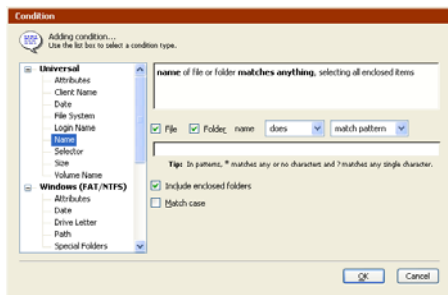 Condition
Adding condition...
Use the list box to select a condition type.
Universal
Attributes
Client Name
Date
File System
Login Name
Name
Selector
Size
Volume Name
Windows (FAT/NTFS)
Attributes
Date
Drive Letter
Path
Special Folders
name of file or folder matches anything, selecting all enclosed items
File Folder name does match pattern
Tip: In patterns, * matches any or no characters and ? matches any single character.
Include enclosed folders
Match case
OK Cancel